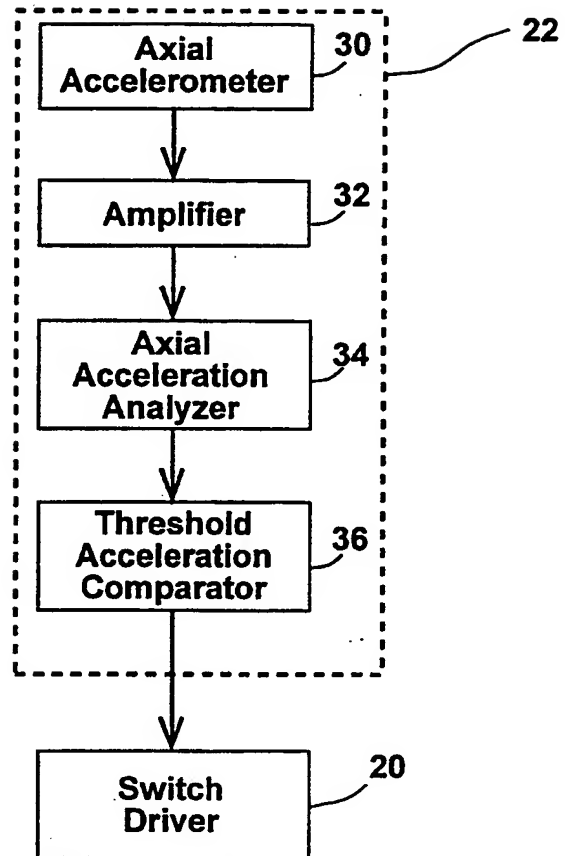 22
Axial
Accelerometer
30
Amplifier
32
Axial
Acceleration
Analyzer
34
Threshold
Acceleration
Comparator
36
Switch
Driver
20